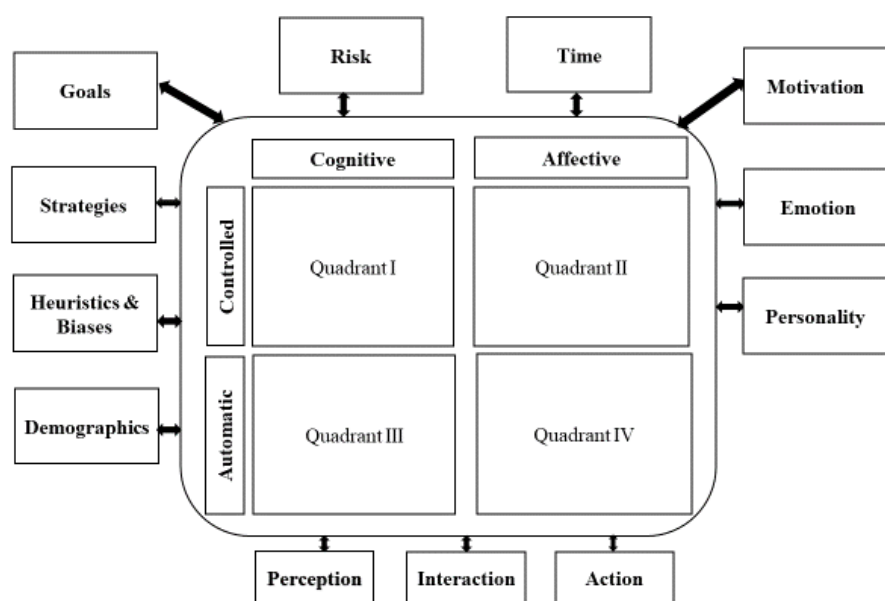 Risk
Time
Goals
Motivation
Cognitive
Affective
Strategies
Controlled
Quadrant I
Quadrant II
Emotion
Heuristics &
Biases
Personality
Demographics
Automatic
Quadrant III
Quadrant IV
Perception
Interaction
Action